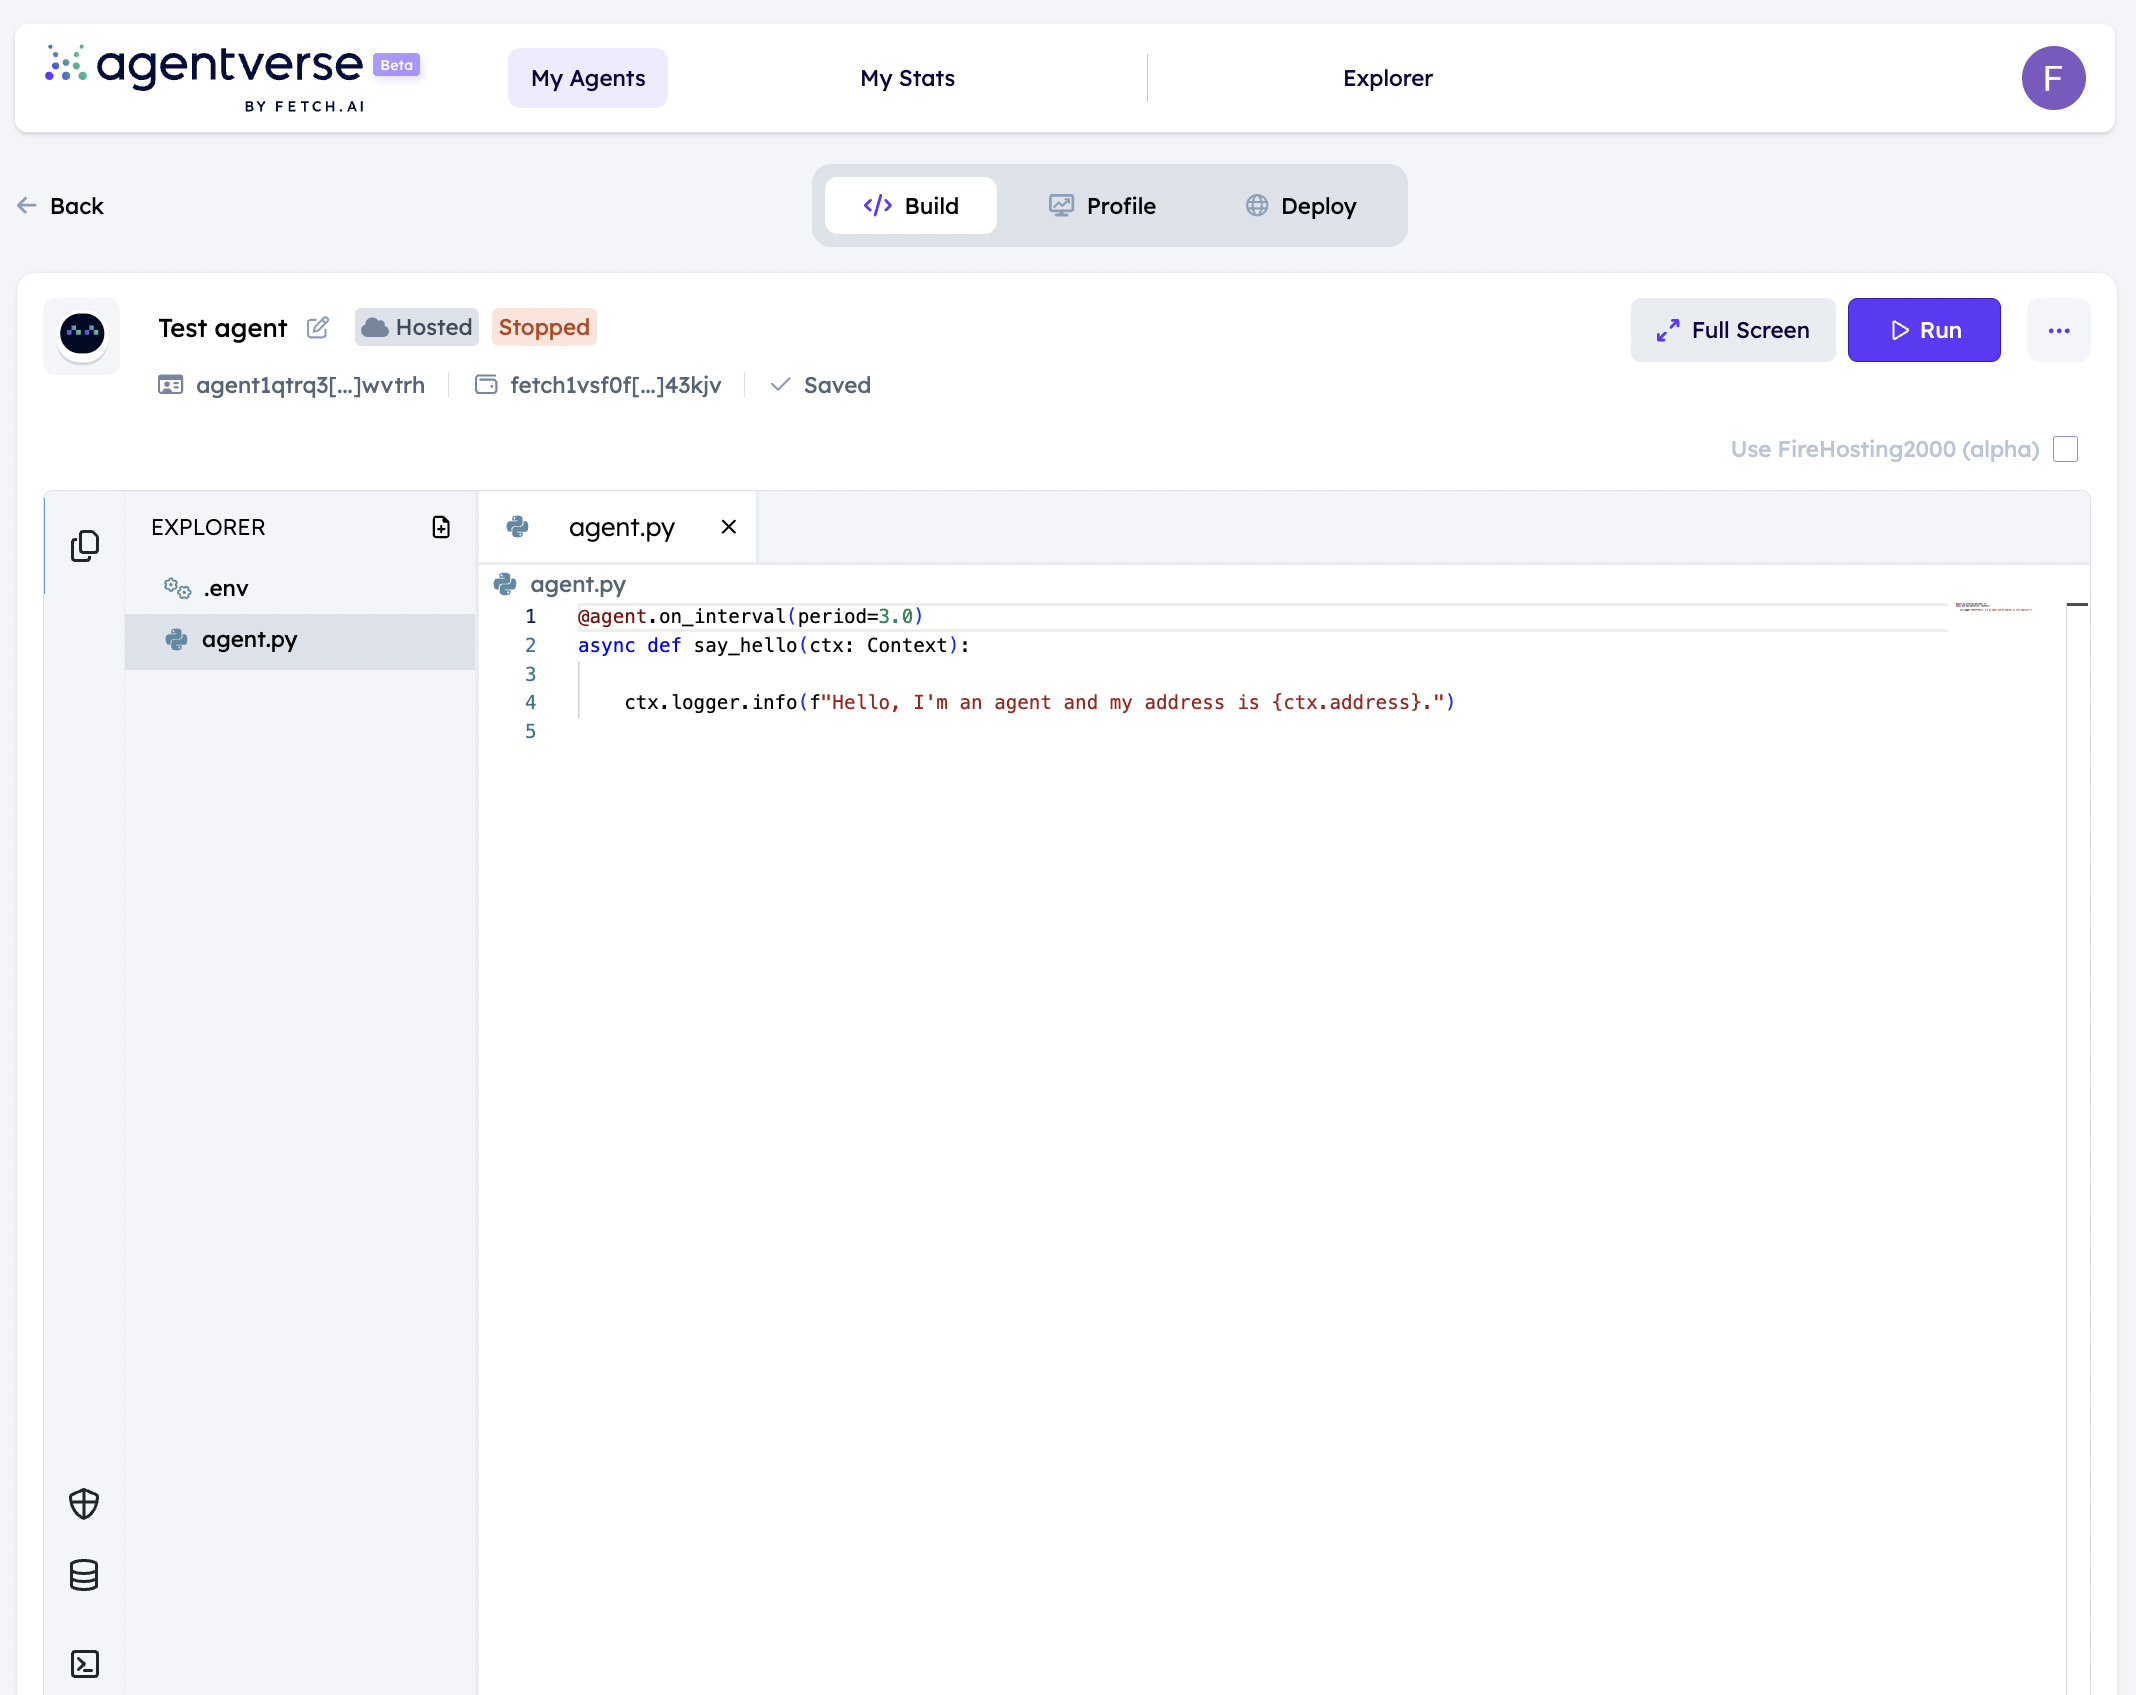 agentverse Beta
BY FETCH.AI
My Agents
My Stats
Explorer
F
Back
Build
Profile
Deploy
Test agent
Hosted
Stopped
Full Screen
Run
agent1qtrq3[...]wvtrh
fetch1vsf0f[...]43kjv
Saved
Use FireHosting2000 (alpha)
EXPLORER
.env
agent.py
agent.py
agent.py
1 @agent.on_interval(period=3.0)
2 async def say_hello(ctx: Context):
3
4     ctx.logger.info(f"Hello, I'm an agent and my address is {ctx.address}.")
5